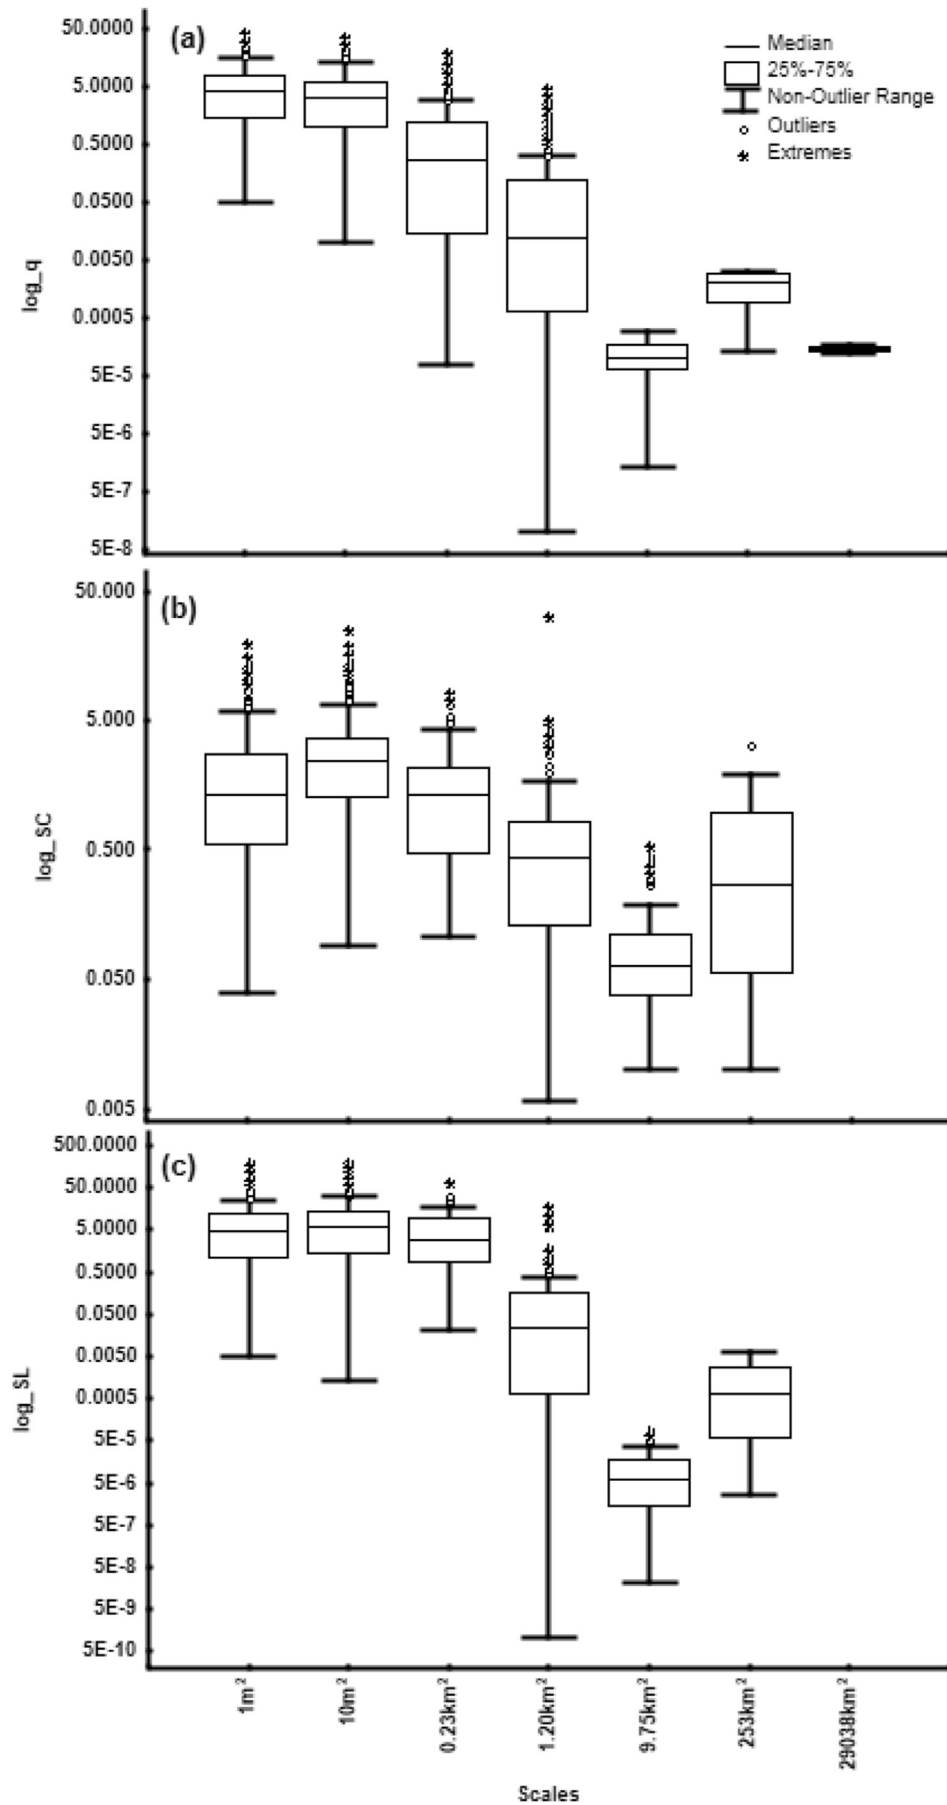 (a)
Median
25%-75%
Non-Outlier Range
Outliers
Extremes
50.0000
5.0000
0.5000
0.0500
0.0050
0.0005
5E-5
5E-6
5E-7
5E-8
log_q
(b)
50.000
5.000
0.500
0.050
0.005
log_SC
(c)
500.0000
50.0000
5.0000
0.5000
0.0500
0.0050
0.0005
5E-5
5E-6
5E-7
5E-8
5E-9
5E-10
log_SL
1m²
10m²
0.23km²
1.20km²
9.75km²
253km²
29038km²
Scales